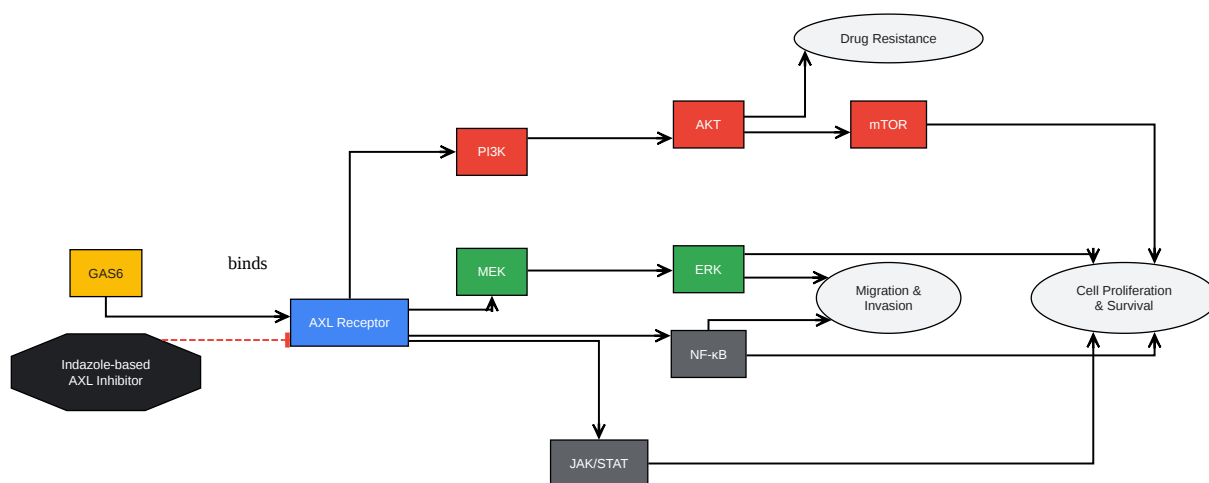 Drug Resistance
AKT
mTOR
PI3K
GAS6
binds
MEK
ERK
Migration &
Invasion
Cell Proliferation
& Survival
AXL Receptor
NF-κB
Indazole-based
AXL Inhibitor
JAK/STAT